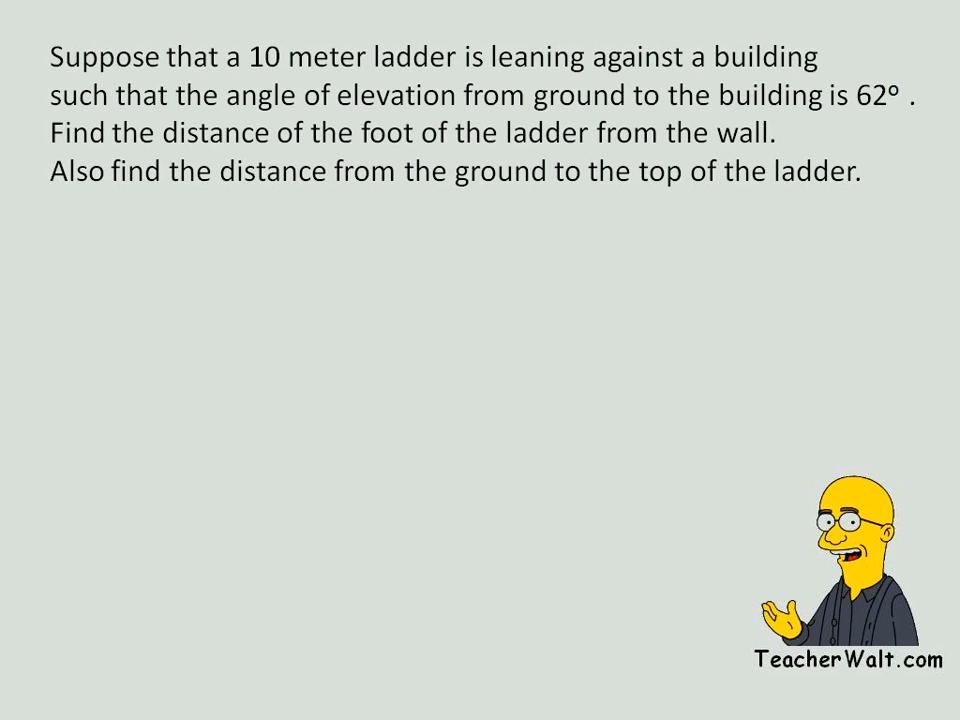 Suppose that a 10 meter ladder is leaning against a building
such that the angle of elevation from ground to the building is 62º .
Find the distance of the foot of the ladder from the wall.
Also find the distance from the ground to the top of the ladder.
TeacherWalt.com